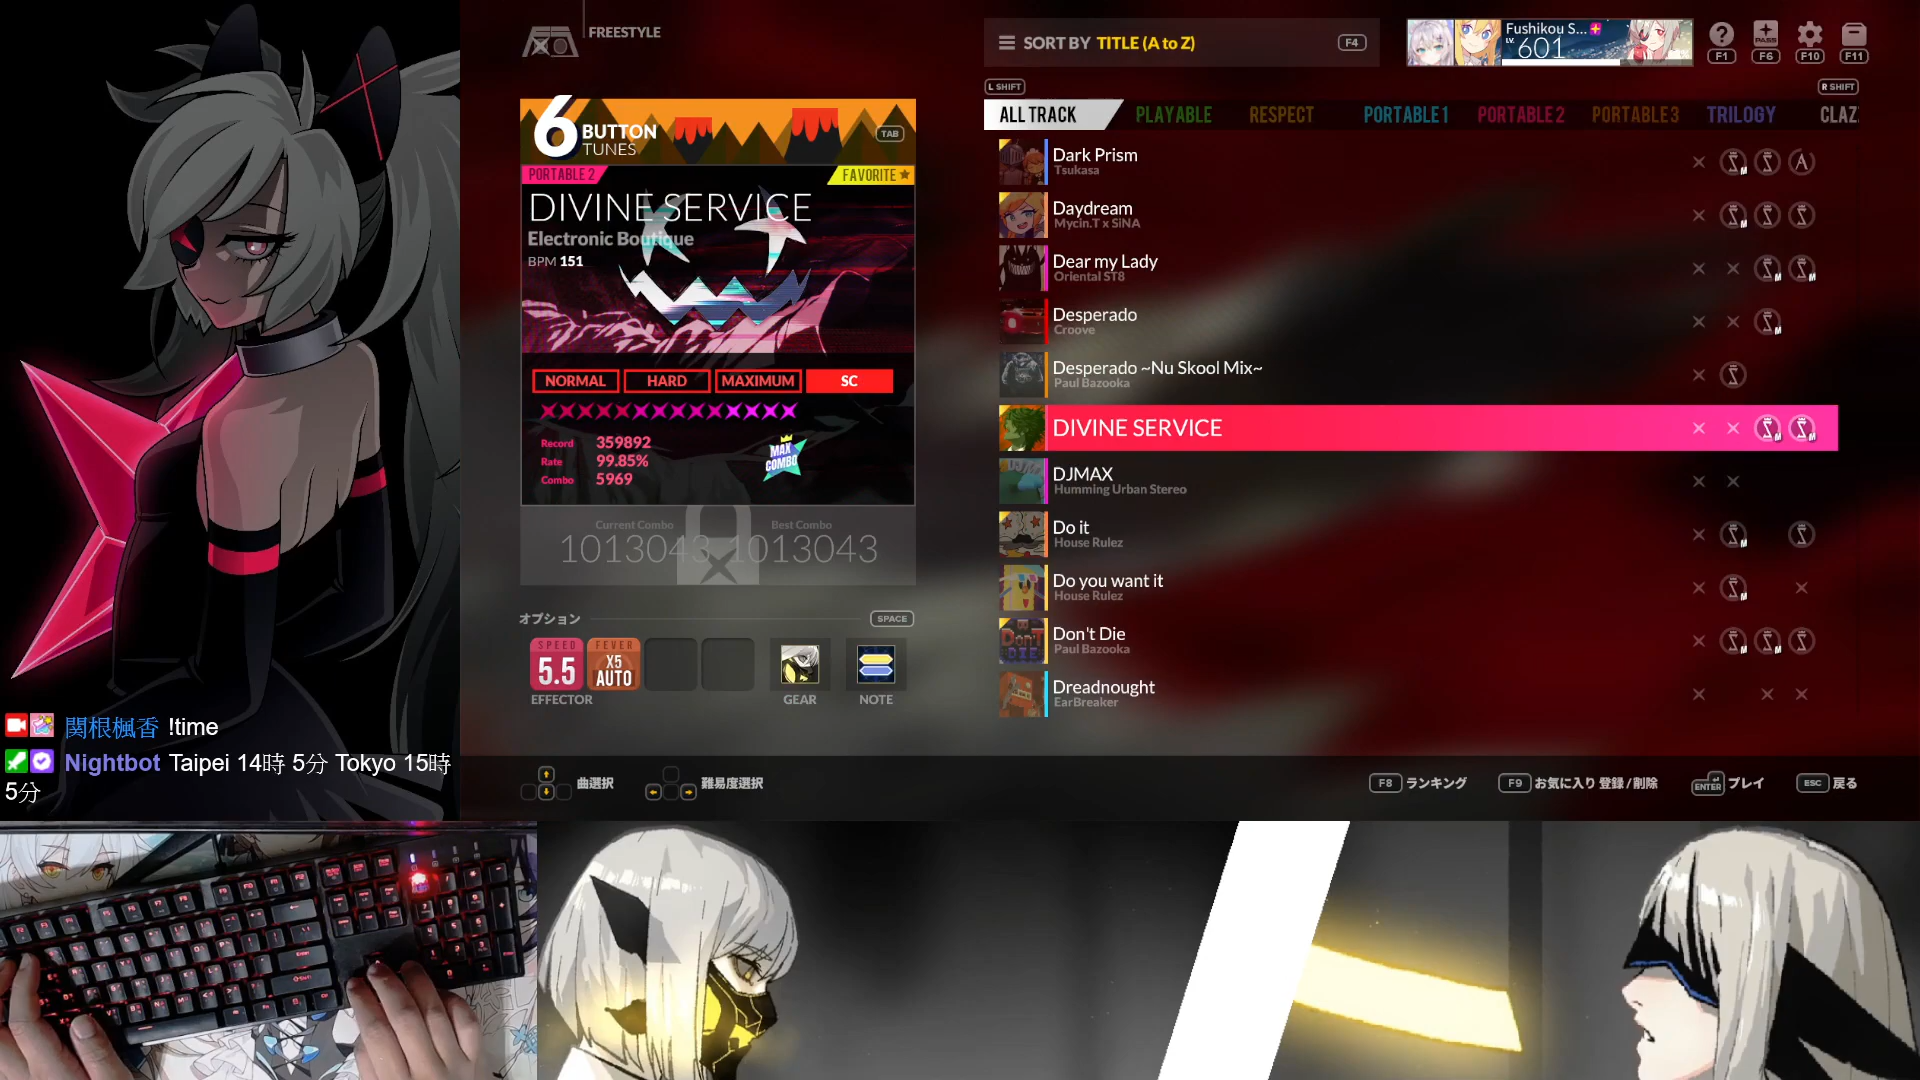 FREESTYLE
SORT BY TITLE (A to Z)
F4
Fushikou S...
LV. 601
F1
PASS
F6
F10
F11
L SHIFT
R SHIFT
ALL TRACK
PLAYABLE
RESPECT
PORTABLE 1
PORTABLE 2
PORTABLE 3
TRILOGY
CLAZ
6 BUTTON
TUNES
TAB
PORTABLE 2
FAVORITE
DIVINE SERVICE
Electronic Boutique
BPM 151
NORMAL
HARD
MAXIMUM
SC
Record 359892
Rate 99.85%
Combo 5969
MAX COMBO
Current Combo
Best Combo
1013043
1013043
オプション
SPACE
SPEED
5.5
FEVER
X5
AUTO
EFFECTOR
GEAR
NOTE
Dark Prism
Tsukasa
Daydream
Mycin.T x SiNA
Dear my Lady
Oriental ST8
Desperado
Croove
Desperado ~Nu Skool Mix~
Paul Bazooka
DIVINE SERVICE
DJMAX
Humming Urban Stereo
Do it
House Rulez
Do you want it
House Rulez
Don't Die
Paul Bazooka
Dreadnought
EarBreaker
曲選択
難易度選択
F8 ランキング
F9 お気に入り 登録/削除
ENTER プレイ
ESC 戻る
関根楓香 !time
Nightbot Taipei 14時 5分 Tokyo 15時
5分